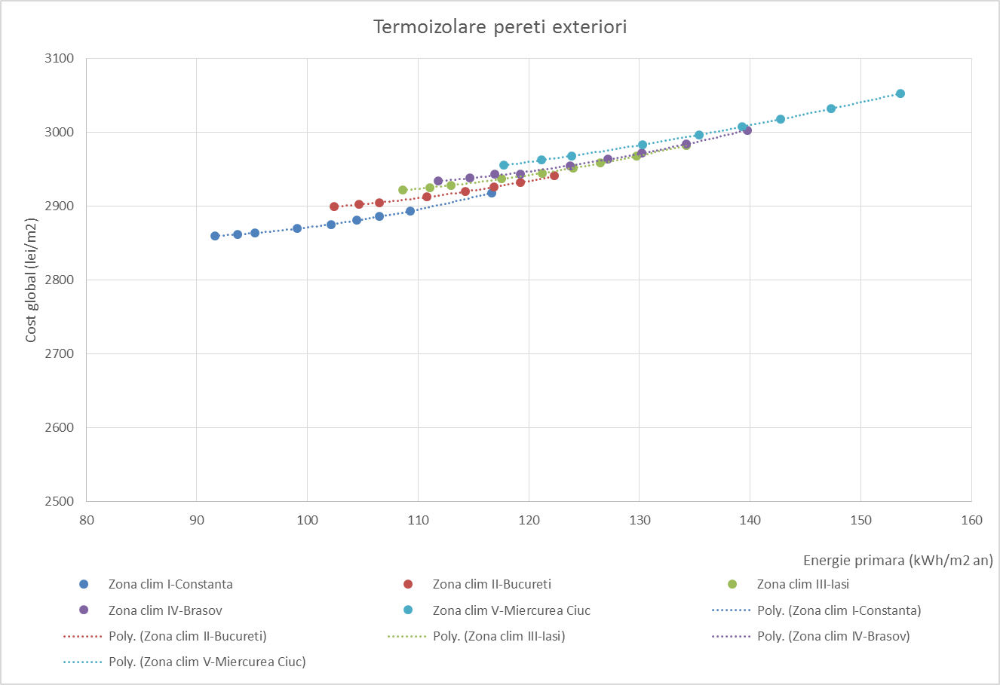 Termoizolare pereti exteriori
3100
3000
2900
2800
2700
2600
2500
Cost global (lei/m2)
80 90 100 110 120 130 140 150 160
Energie primara (kWh/m2 an)
Zona clim I-Constanta Zona clim II-Bucureti Zona clim III-Iasi
Zona clim IV-Brasov Zona clim V-Miercurea Ciuc Poly. (Zona clim I-Constanta)
Poly. (Zona clim II-Bucureti) Poly. (Zona clim III-Iasi) Poly. (Zona clim IV-Brasov)
Poly. (Zona clim V-Miercurea Ciuc)